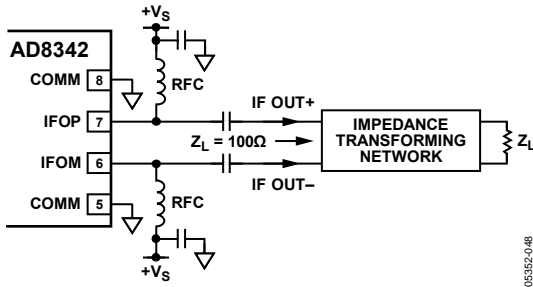 +VS
AD8342
COMM 8
RFC
IFOP 7
IF OUT+
ZL = 100Ω
IMPEDANCE
TRANSFORMING
NETWORK
ZL
IFOM 6
IF OUT–
COMM 5
RFC
+VS
05352-048